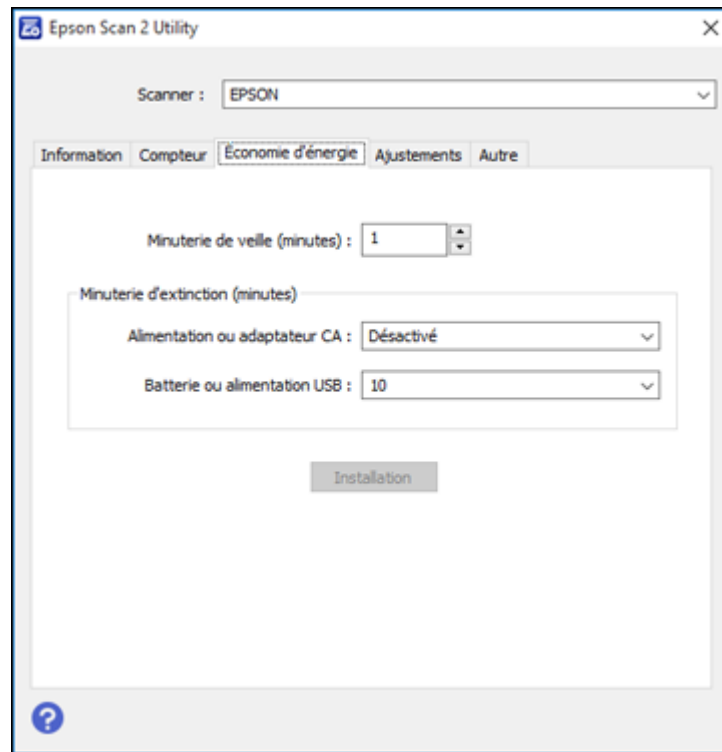 Epson Scan 2 Utility
Scanner : EPSON
Information Compteur Économie d'énergie Ajustements Autre
Minuterie de veille (minutes) : 1
Minuterie d'extinction (minutes)
Alimentation ou adaptateur CA : Désactivé
Batterie ou alimentation USB : 10
Installation
?